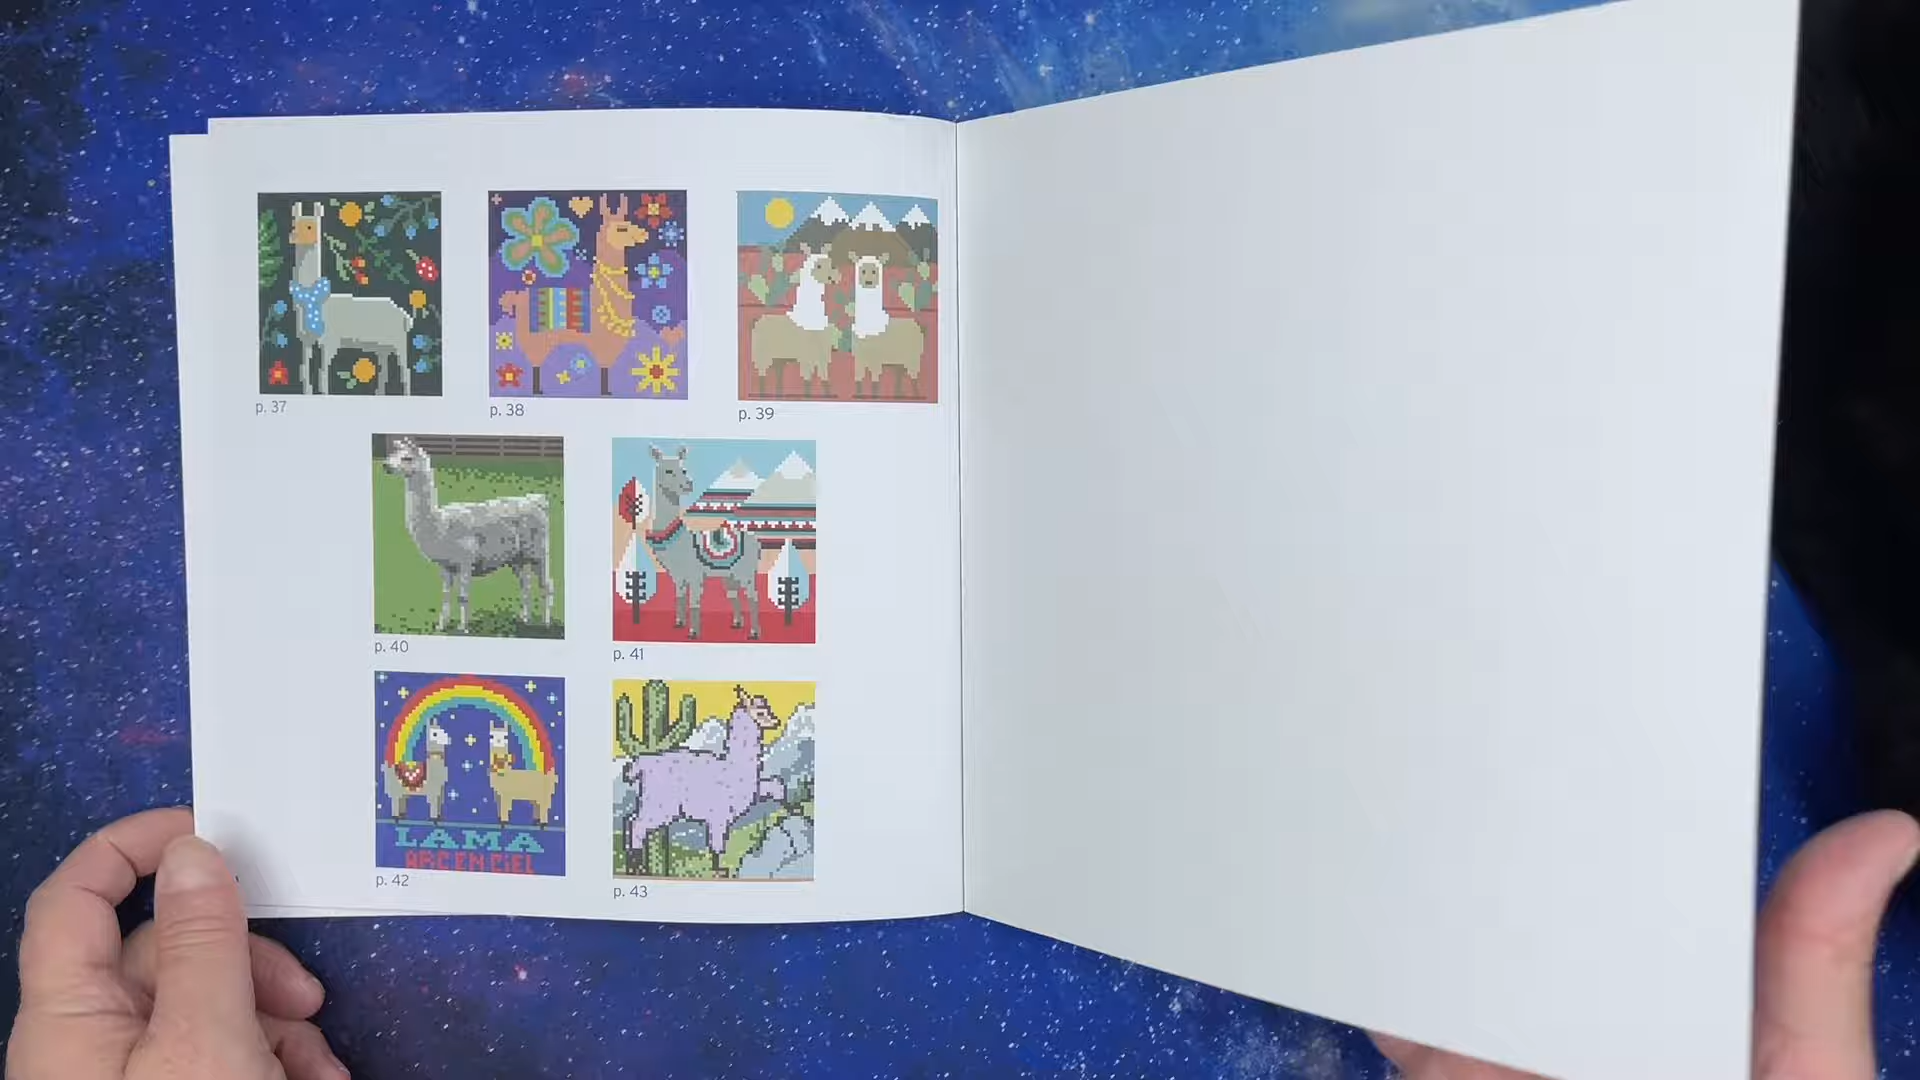 p. 37
p. 38
p. 39
p. 40
p. 41
LAMA
ARC EN CiEL
p. 42
p. 43